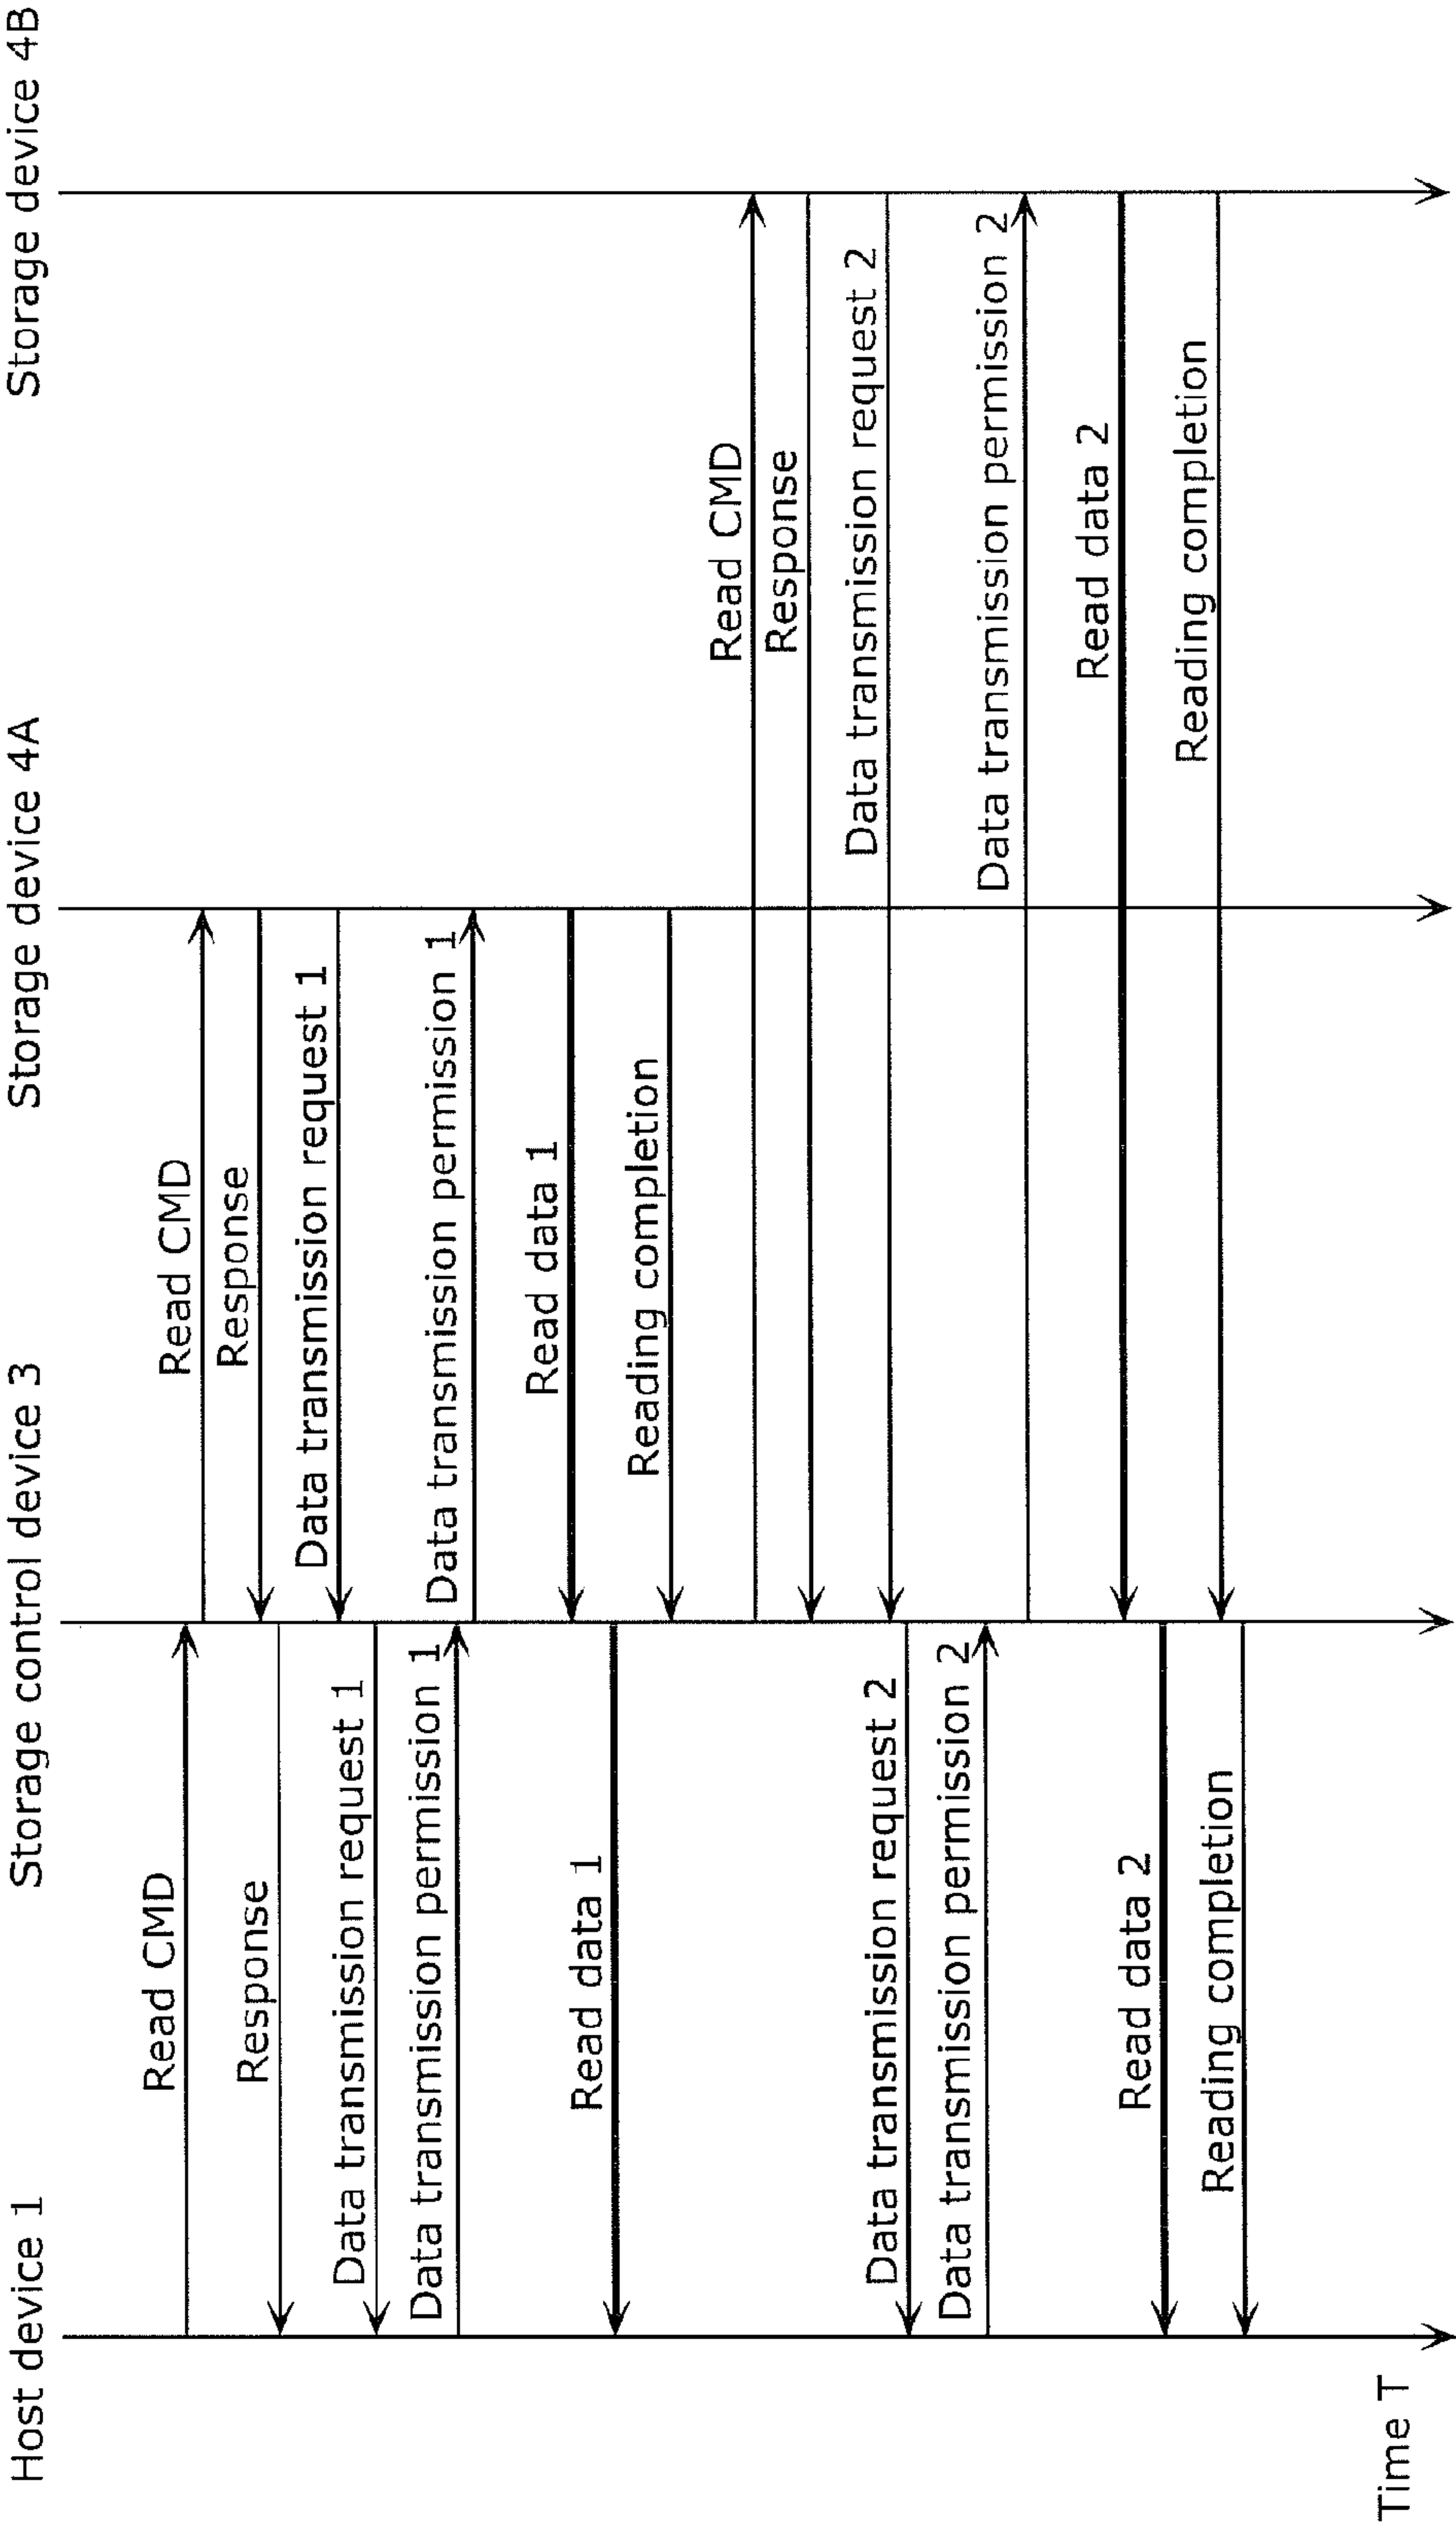 Host device 1
Storage control device 3
Storage device 4A
Storage device 4B
Read CMD
Read CMD
Response
Response
Data transmission request 1
Data transmission request 1
Data transmission permission 1
Data transmission permission 1
Read data 1
Read data 1
Reading completion
Read CMD
Response
Data transmission request 2
Data transmission request 2
Data transmission permission 2
Data transmission permission 2
Read data 2
Read data 2
Reading completion
Reading completion
Time T